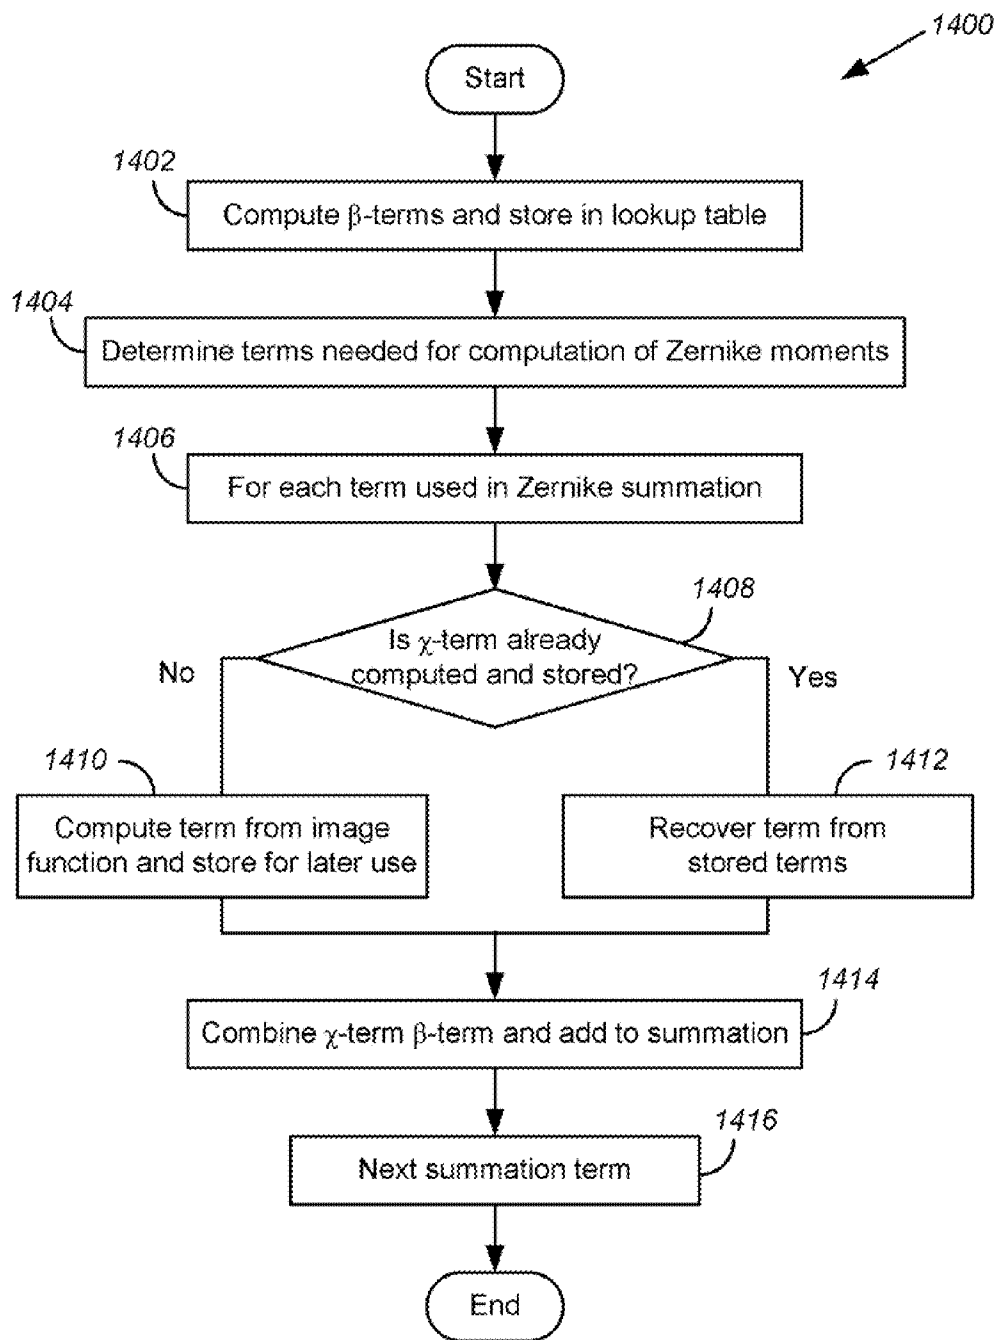 1400
Start
1402
Compute β-terms and store in lookup table
1404
Determine terms needed for computation of Zernike moments
1406
For each term used in Zernike summation
1408
Is χ-term already
computed and stored?
No
Yes
1410
1412
Compute term from image
function and store for later use
Recover term from
stored terms
1414
Combine χ-term β-term and add to summation
1416
Next summation term
End